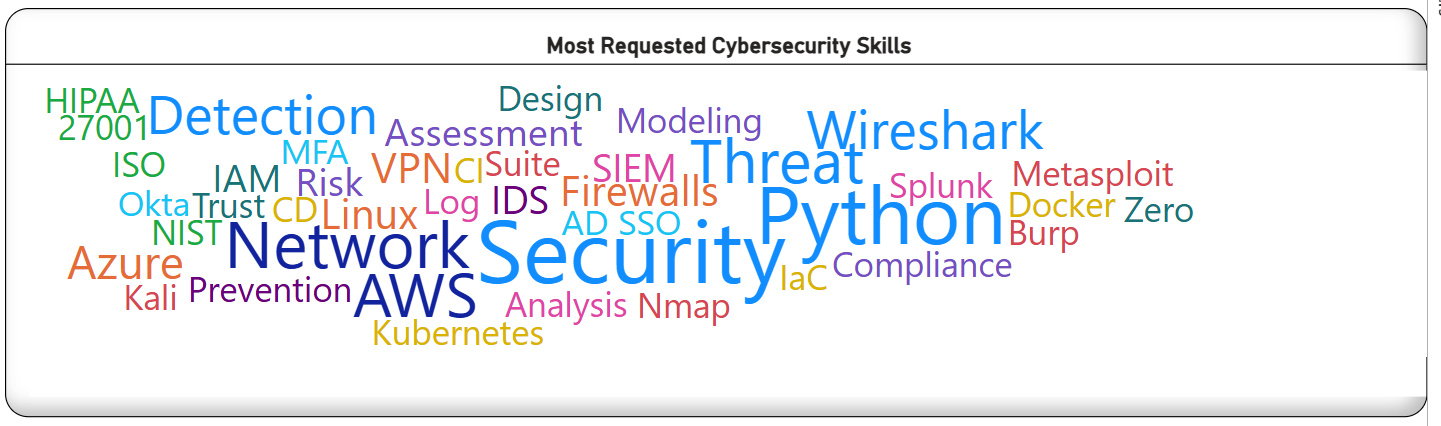 Most Requested Cybersecurity Skills
HIPAA
Detection
Design
27001
Assessment
Modeling
Wireshark
ISO
MFA
VPN
CI
Suite
SIEM
Threat
Metasploit
IAM
Risk
Firewalls
Splunk
Okta
Trust
CD
Linux
Log
IDS
AD
SSO
Python
Docker
Zero
NIST
Network
Security
Burp
Azure
Compliance
IaC
Kali
Prevention
AWS
Analysis
Nmap
Kubernetes